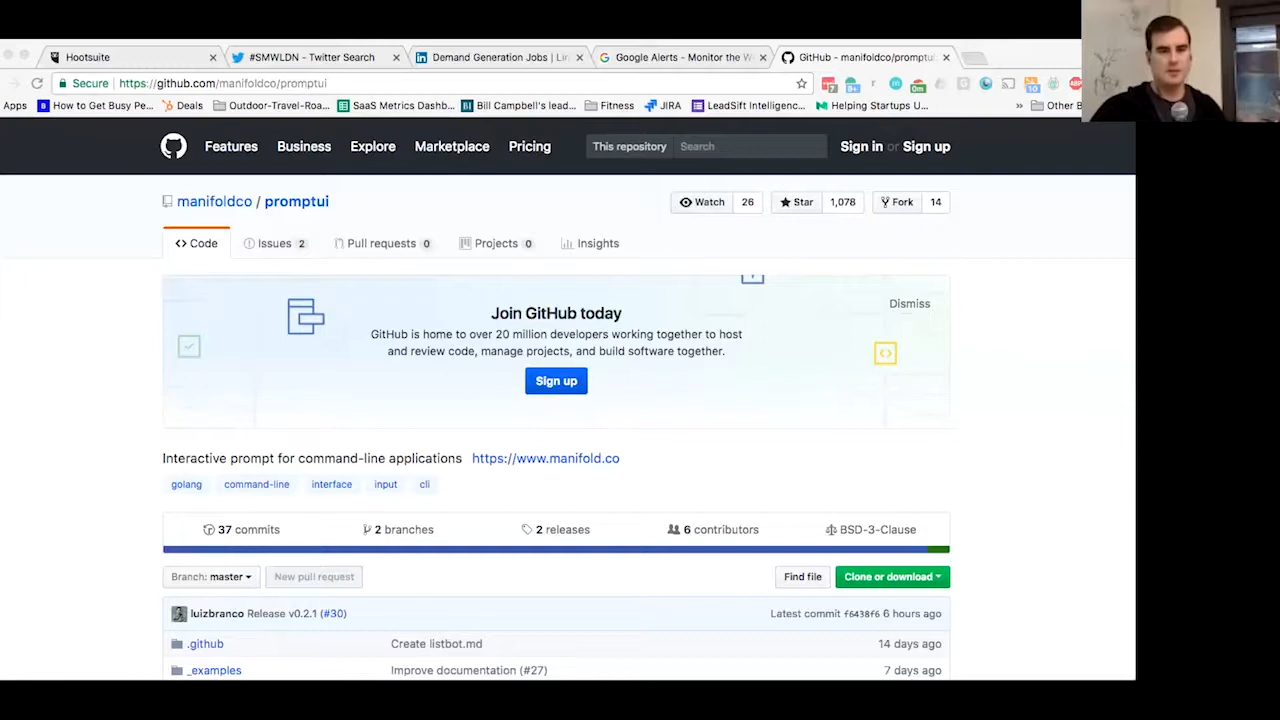 Hootsuite
#SMWLDN - Twitter Search
Demand Generation Jobs | Lin
Google Alerts - Monitor the W
GitHub - manifoldco/promptu
Secure https://github.com/manifoldco/promptui
Apps How to Get Busy Pe... Deals Outdoor-Travel-Roa... SaaS Metrics Dashb... Bill Campbell's lead... Fitness JIRA LeadSift Intelligenc... Helping Startups U... » Other B
Features Business Explore Marketplace Pricing This repository Search Sign in or Sign up
manifoldco / promptui
Watch 26 Star 1,078 Fork 14
Code Issues 2 Pull requests 0 Projects 0 Insights
Dismiss
Join GitHub today
GitHub is home to over 20 million developers working together to host
and review code, manage projects, and build software together.
Sign up
Interactive prompt for command-line applications https://www.manifold.co
golang command-line interface input cli
37 commits 2 branches 2 releases 6 contributors BSD-3-Clause
Branch: master New pull request Find file Clone or download
luizbranco Release v0.2.1 (#30) Latest commit f6438f6 6 hours ago
.github Create listbot.md 14 days ago
_examples Improve documentation (#27) 7 days ago